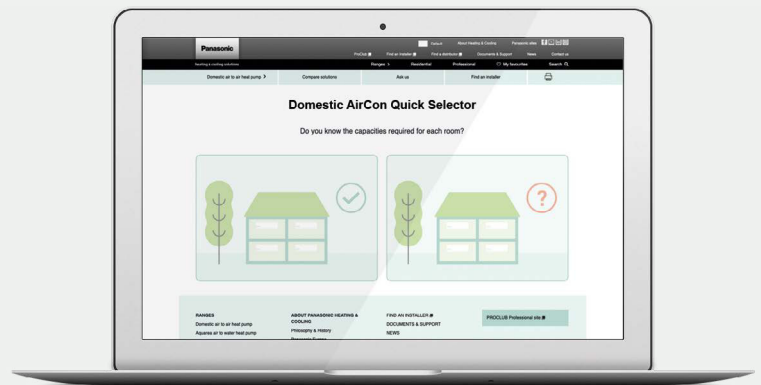 Panasonic
About Heating & Cooling
Panasonic sites
ProClub
Find an installer
Find a distributor
Documents & Support
News
Contact us
heating & cooling solutions
Ranges >
Residential
Professional
My favourites
Search
Domestic air to air heat pump >
Compare solutions
Ask us
Find an installer
Domestic AirCon Quick Selector
Do you know the capacities required for each room?
?
RANGES
Domestic air to air heat pump
Aquarea air to water heat pump
ABOUT PANASONIC HEATING &
COOLING
Philosophy & History
FIND AN INSTALLER
DOCUMENTS & SUPPORT
NEWS
PROCLUB Professional site